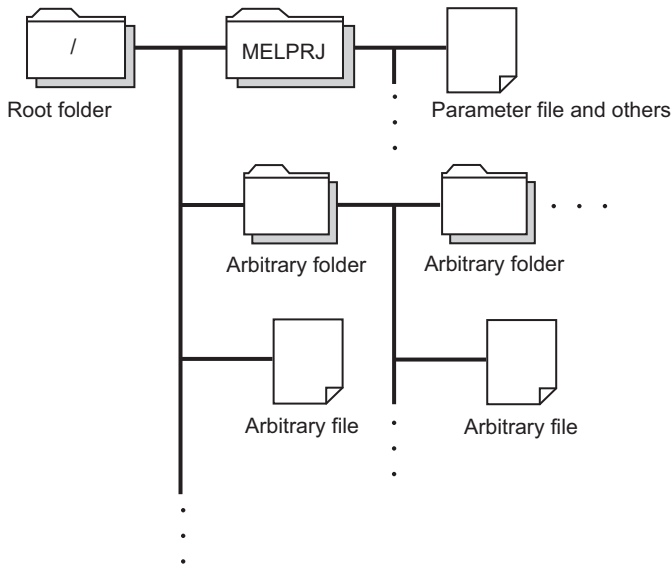 /
MELPRJ
Root folder
Parameter file and others
Arbitrary folder
Arbitrary folder
Arbitrary file
Arbitrary file